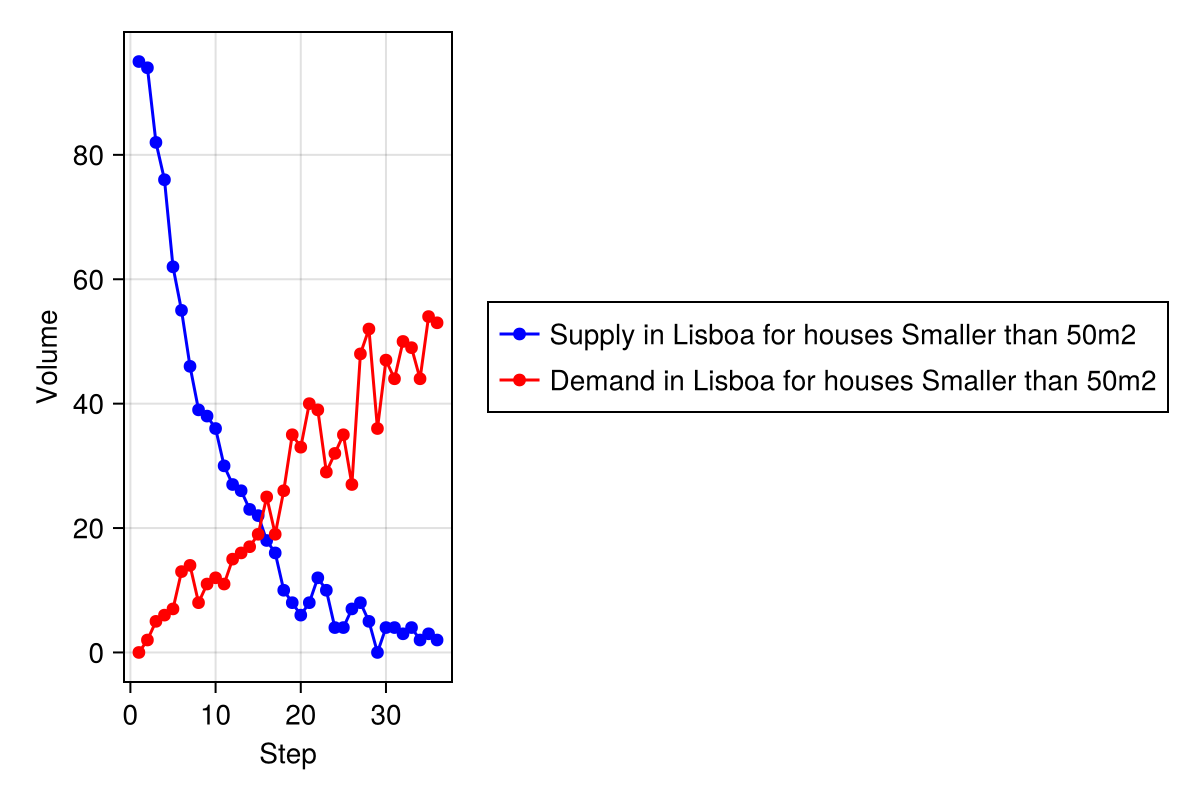 80
60
40
20
0
Volume
0 10 20 30
Step
Supply in Lisboa for houses Smaller than 50m2
Demand in Lisboa for houses Smaller than 50m2